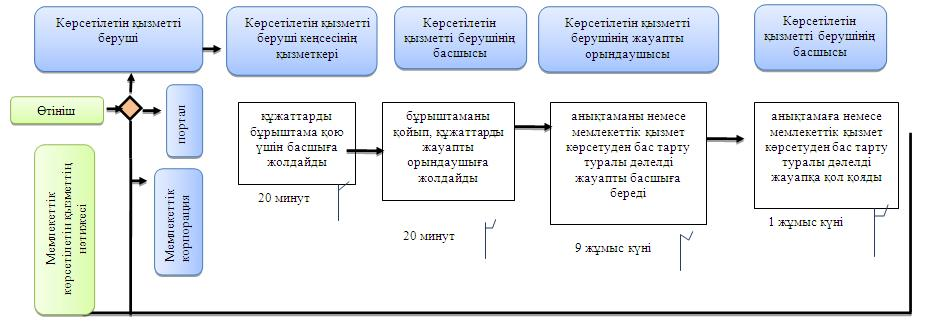 Көрсетілетін қызметті
беруші
Көрсетілетін қызметті
беруші кеңсесінің
қызметкері
Көрсетілетін
қызметті берушінің
басшысы
Көрсетілетін қызметті
берушінің жауапты
орындаушысы
Көрсетілетін
қызметті берушінің
басшысы
Өтініш
портал
Мемлекеттік
корпорация
Мемлекеттік
көрсетілетін қызметтің
нәтижесі
құжаттарды
бұрыштама қою
үшін басшыға
жолдайды
20 минут
бұрыштаманы
қойып, құжаттарды
жауапты
орындаушыға
жолдайды
20 минут
анықтаманы немесе
мемлекеттік қызмет
көрсетуден бас тарту
туралы дәлелді
жауапты басшыға
береді
9 жұмыс күні
анықтамаға немесе
мемлекеттік қызмет
көрсетуден бас тарту
туралы дәлелді
жауапқа қол қояды
1 жұмыс күні